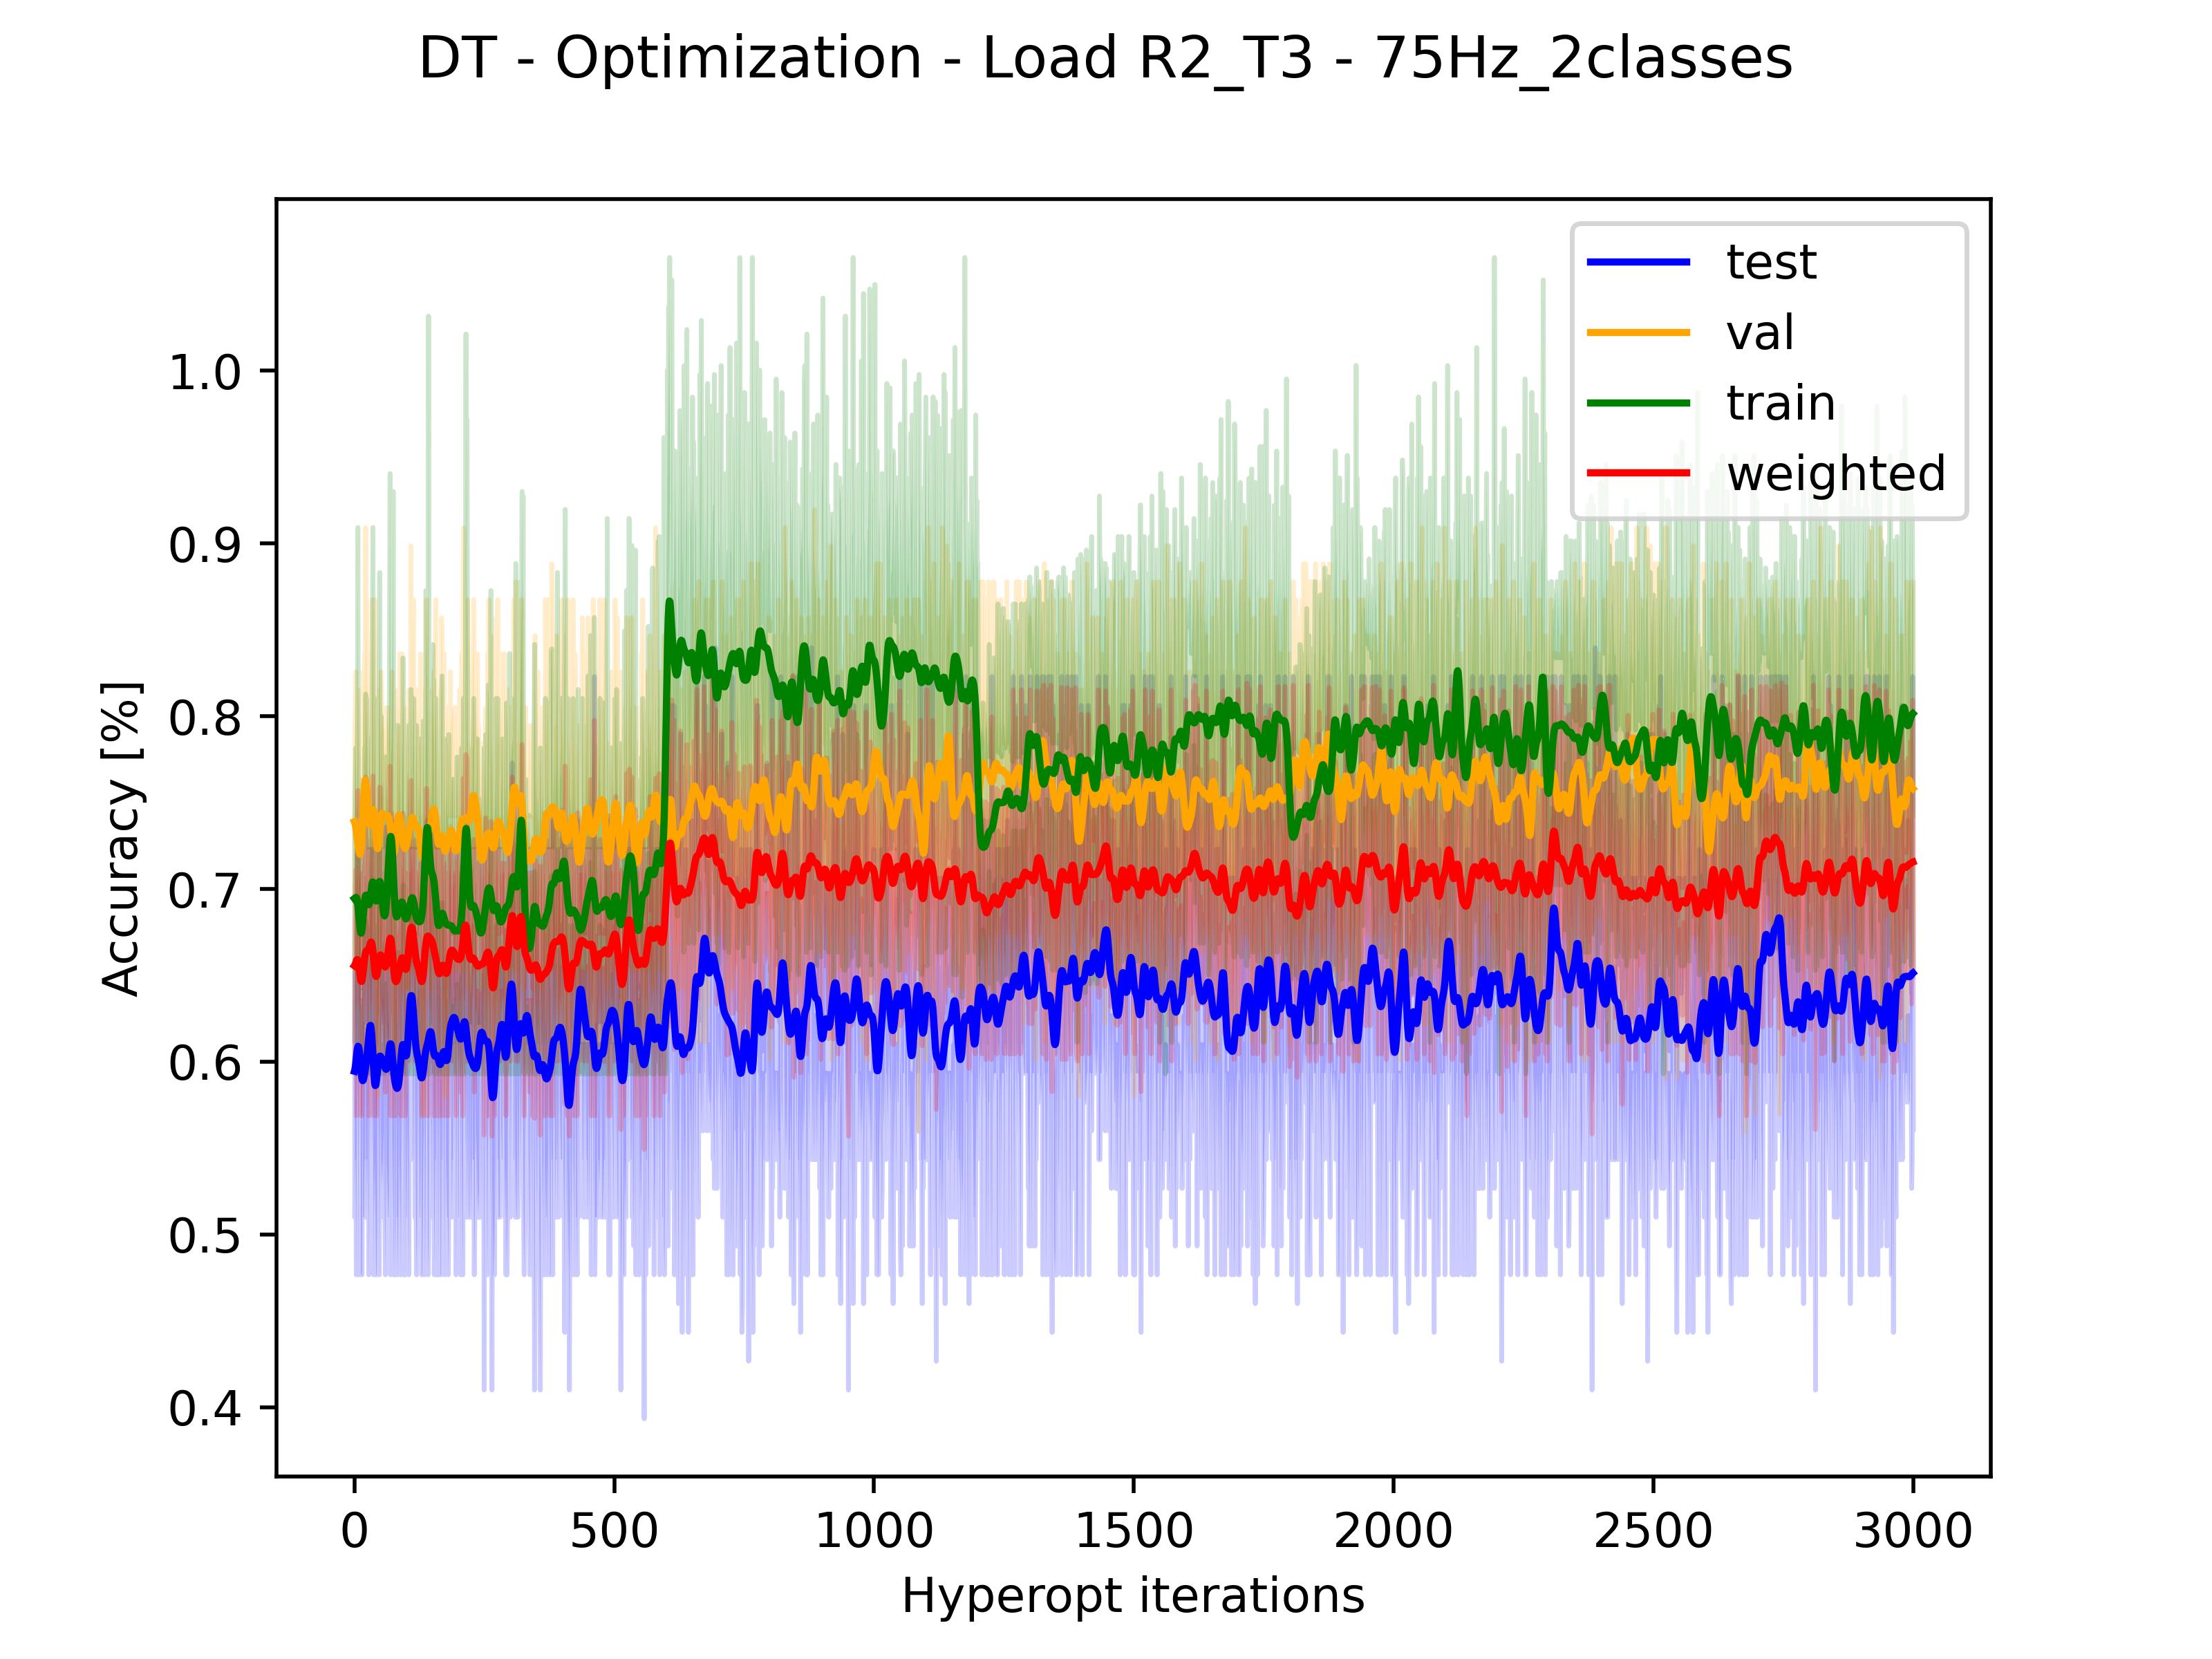 DT - Optimization - Load R2_T3 - 75Hz_2classes
test
val
train
weighted
1.0
0.9
0.8
0.7
0.6
0.5
0.4
Accuracy [%]
0 500 1000 1500 2000 2500 3000
Hyperopt iterations